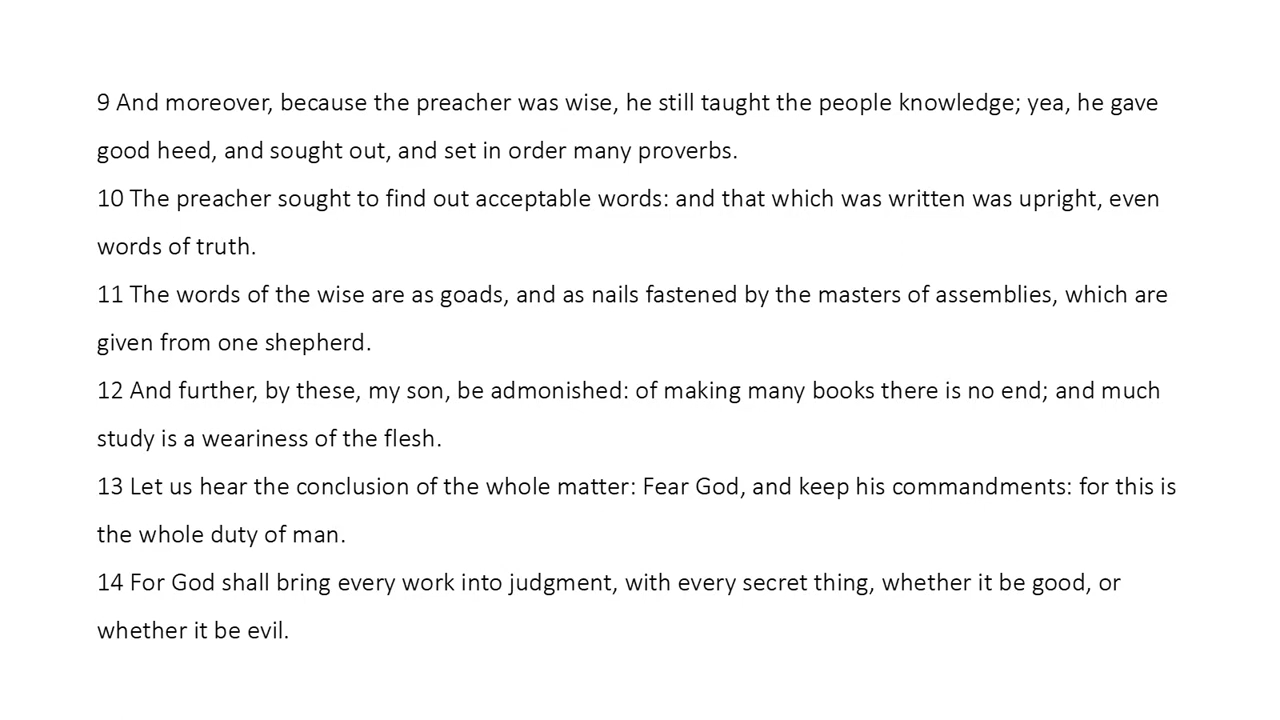 9 And moreover, because the preacher was wise, he still taught the people knowledge; yea, he gave
good heed, and sought out, and set in order many proverbs.
10 The preacher sought to find out acceptable words: and that which was written was upright, even
words of truth.
11 The words of the wise are as goads, and as nails fastened by the masters of assemblies, which are
given from one shepherd.
12 And further, by these, my son, be admonished: of making many books there is no end; and much
study is a weariness of the flesh.
13 Let us hear the conclusion of the whole matter: Fear God, and keep his commandments: for this is
the whole duty of man.
14 For God shall bring every work into judgment, with every secret thing, whether it be good, or
whether it be evil.